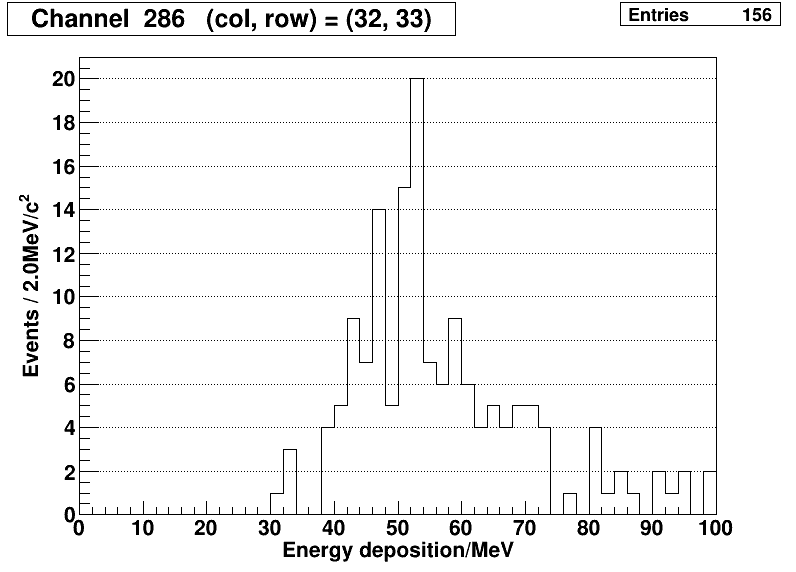 Channel 286 (col, row) = (32, 33)
Entries 156
20
18
16
14
12
10
8
6
4
2
0
Events / 2.0MeV/c²
0 10 20 30 40 50 60 70 80 90 100
Energy deposition/MeV